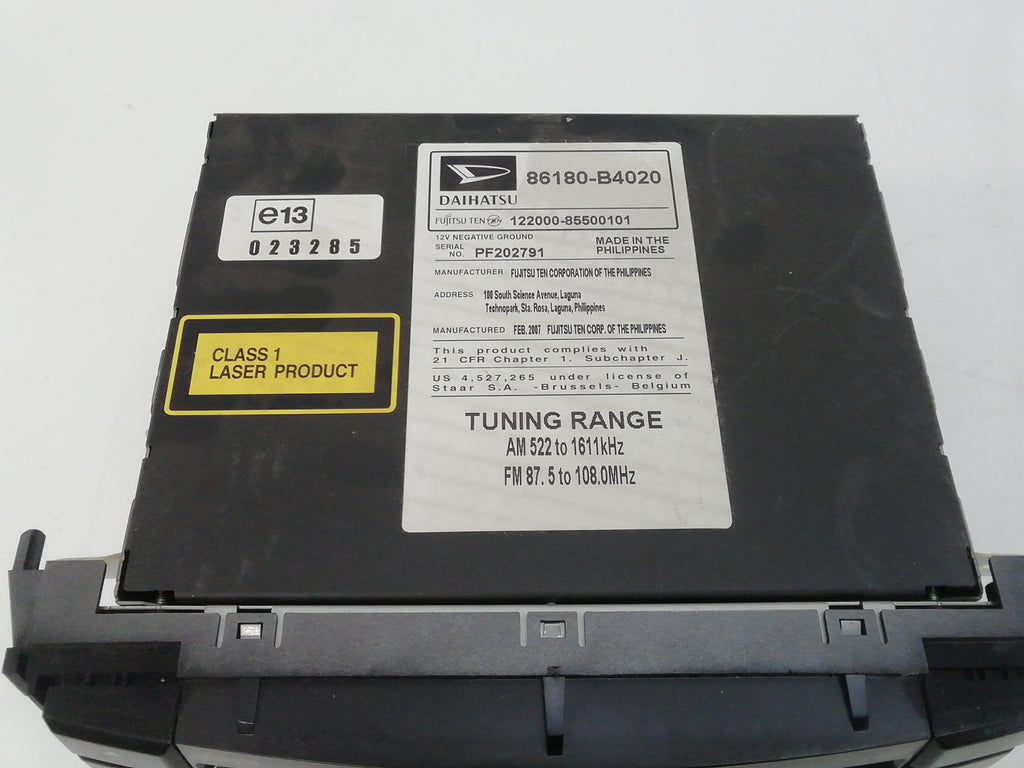 86180-B4020
DAIHATSU
FUJITSU TEN 122000-85500101
12V NEGATIVE GROUND
SERIAL NO. PF202791
MADE IN THE PHILIPPINES
MANUFACTURER FUJITSU TEN CORPORATION OF THE PHILIPPINES
ADDRESS 100 South Science Avenue, Laguna
Technopark, Sta. Rosa, Laguna, Philippines
MANUFACTURED FEB. 2007 FUJITSU TEN CORP. OF THE PHILIPPINES
This product complies with
21 CFR Chapter 1. Subchapter J.
US 4,527,265 under license of
Staar S.A. -Brussels- Belgium
TUNING RANGE
AM 522 to 1611kHz
FM 87.5 to 108.0MHz
e13
023285
CLASS 1
LASER PRODUCT